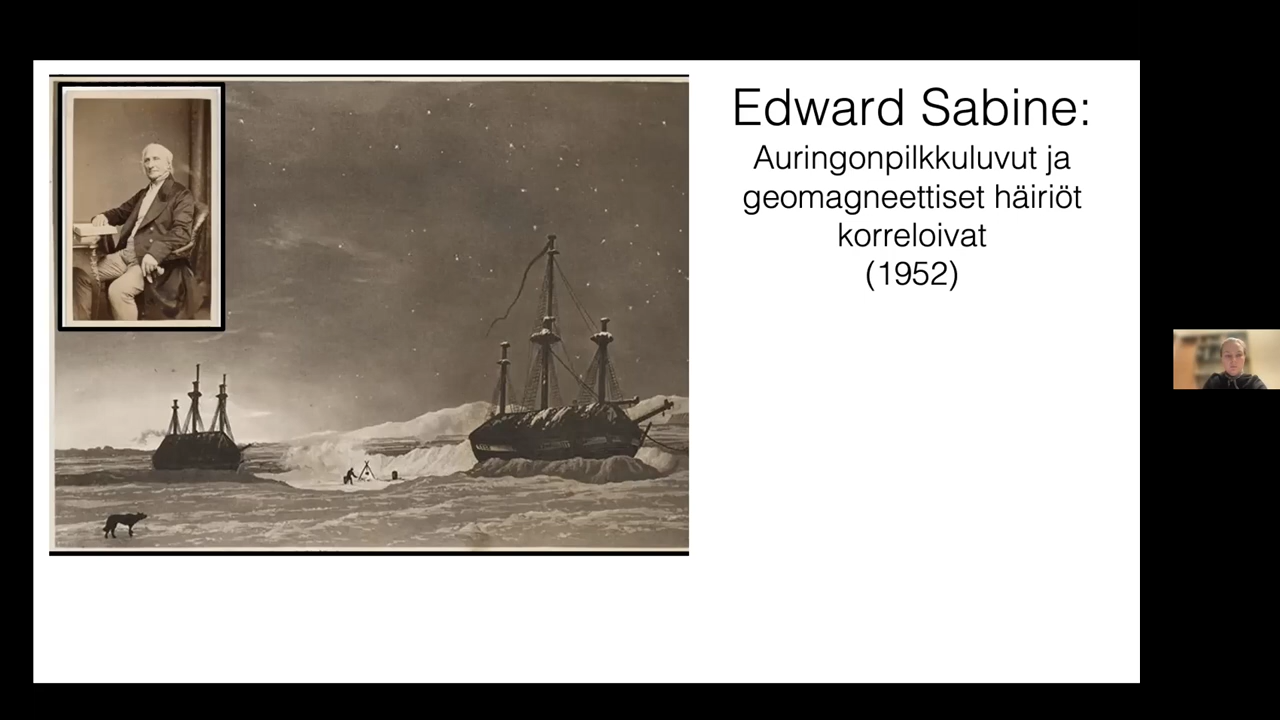 Edward Sabine:
Auringonpilkkuluvut ja
geomagneettiset häiriöt
korreloivat
(1952)